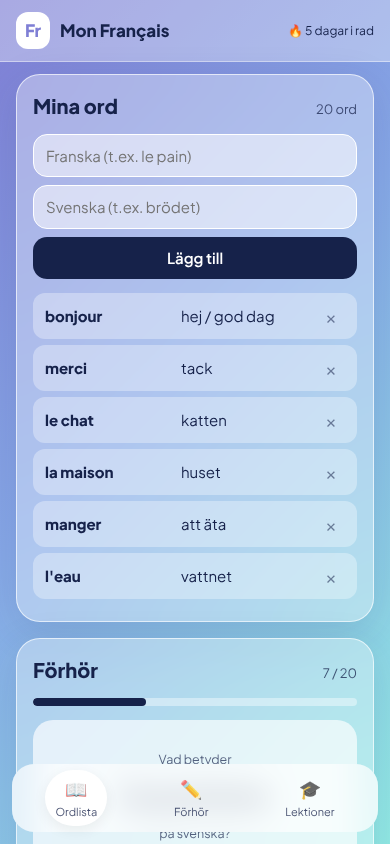 Fr Mon Français 🔥 5 dagar i rad
Mina ord 20 ord
Franska (t.ex. le pain)
Svenska (t.ex. brödet)
Lägg till
bonjour hej / god dag ×
merci tack ×
le chat katten ×
la maison huset ×
manger att äta ×
l'eau vattnet ×
Förhör 7 / 20
Vad betyder
på svenska?
Ordlista Förhör Lektioner